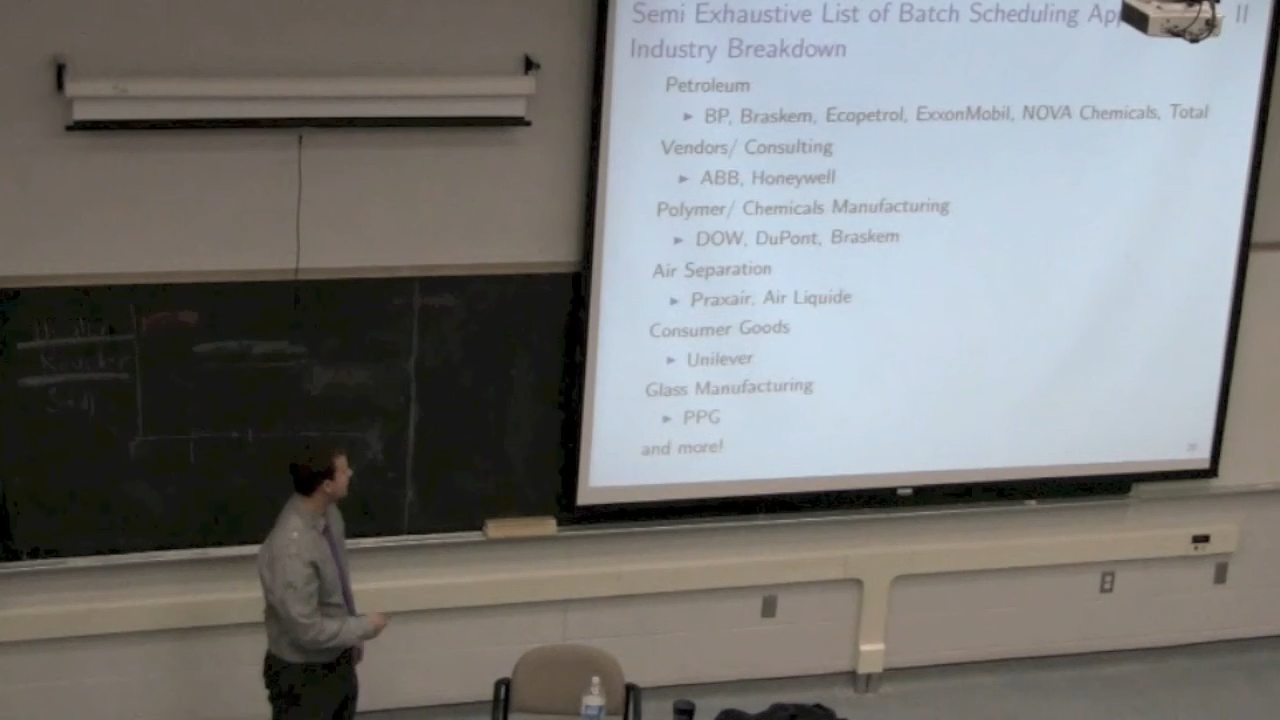 Semi Exhaustive List of Batch Scheduling II
Industry Breakdown
Petroleum
► BP, Braskem, Ecopetrol, ExxonMobil, NOVA Chemicals, Total
Vendors/ Consulting
► ABB, Honeywell
Polymer/ Chemicals Manufacturing
► DOW, DuPont, Braskem
Air Separation
► Praxair, Air Liquide
Consumer Goods
► Unilever
Glass Manufacturing
► PPG
and more!